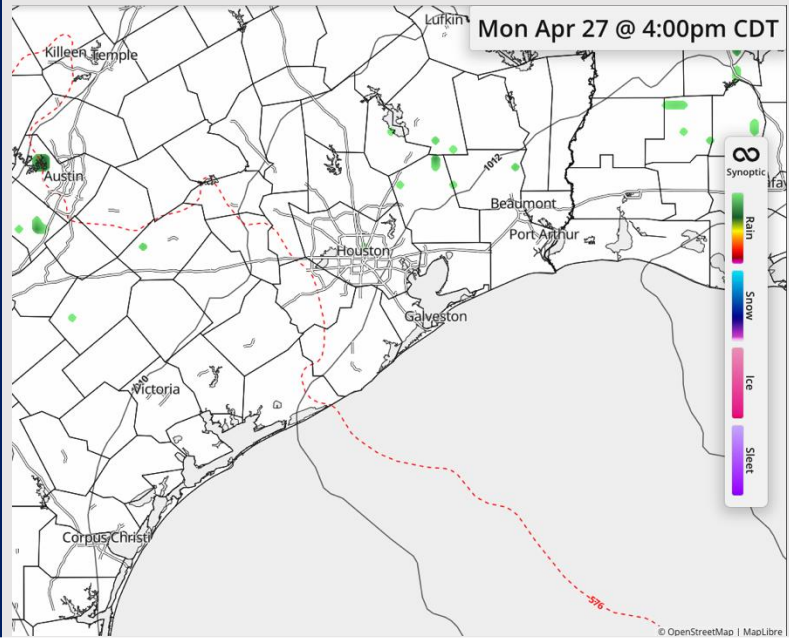 Mon Apr 27 @ 4:00pm CDT
Lufkin
Killeen
Temple
1012
Synoptic
Austin
Beaumont
Rain
Port Arthur
Houston
Snow
Galveston
Ice
Victoria
Sleet
Corpus Christi
576
© OpenStreetMap | MapLibre